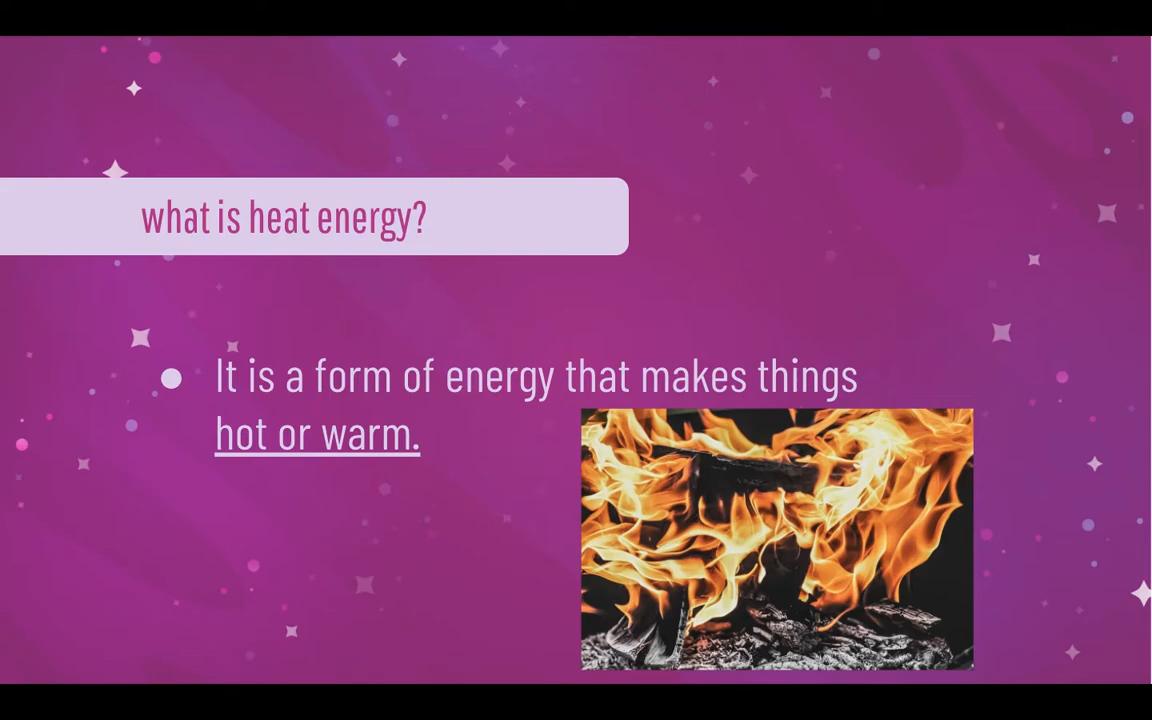 what is heat energy?
● It is a form of energy that makes things
hot or warm.